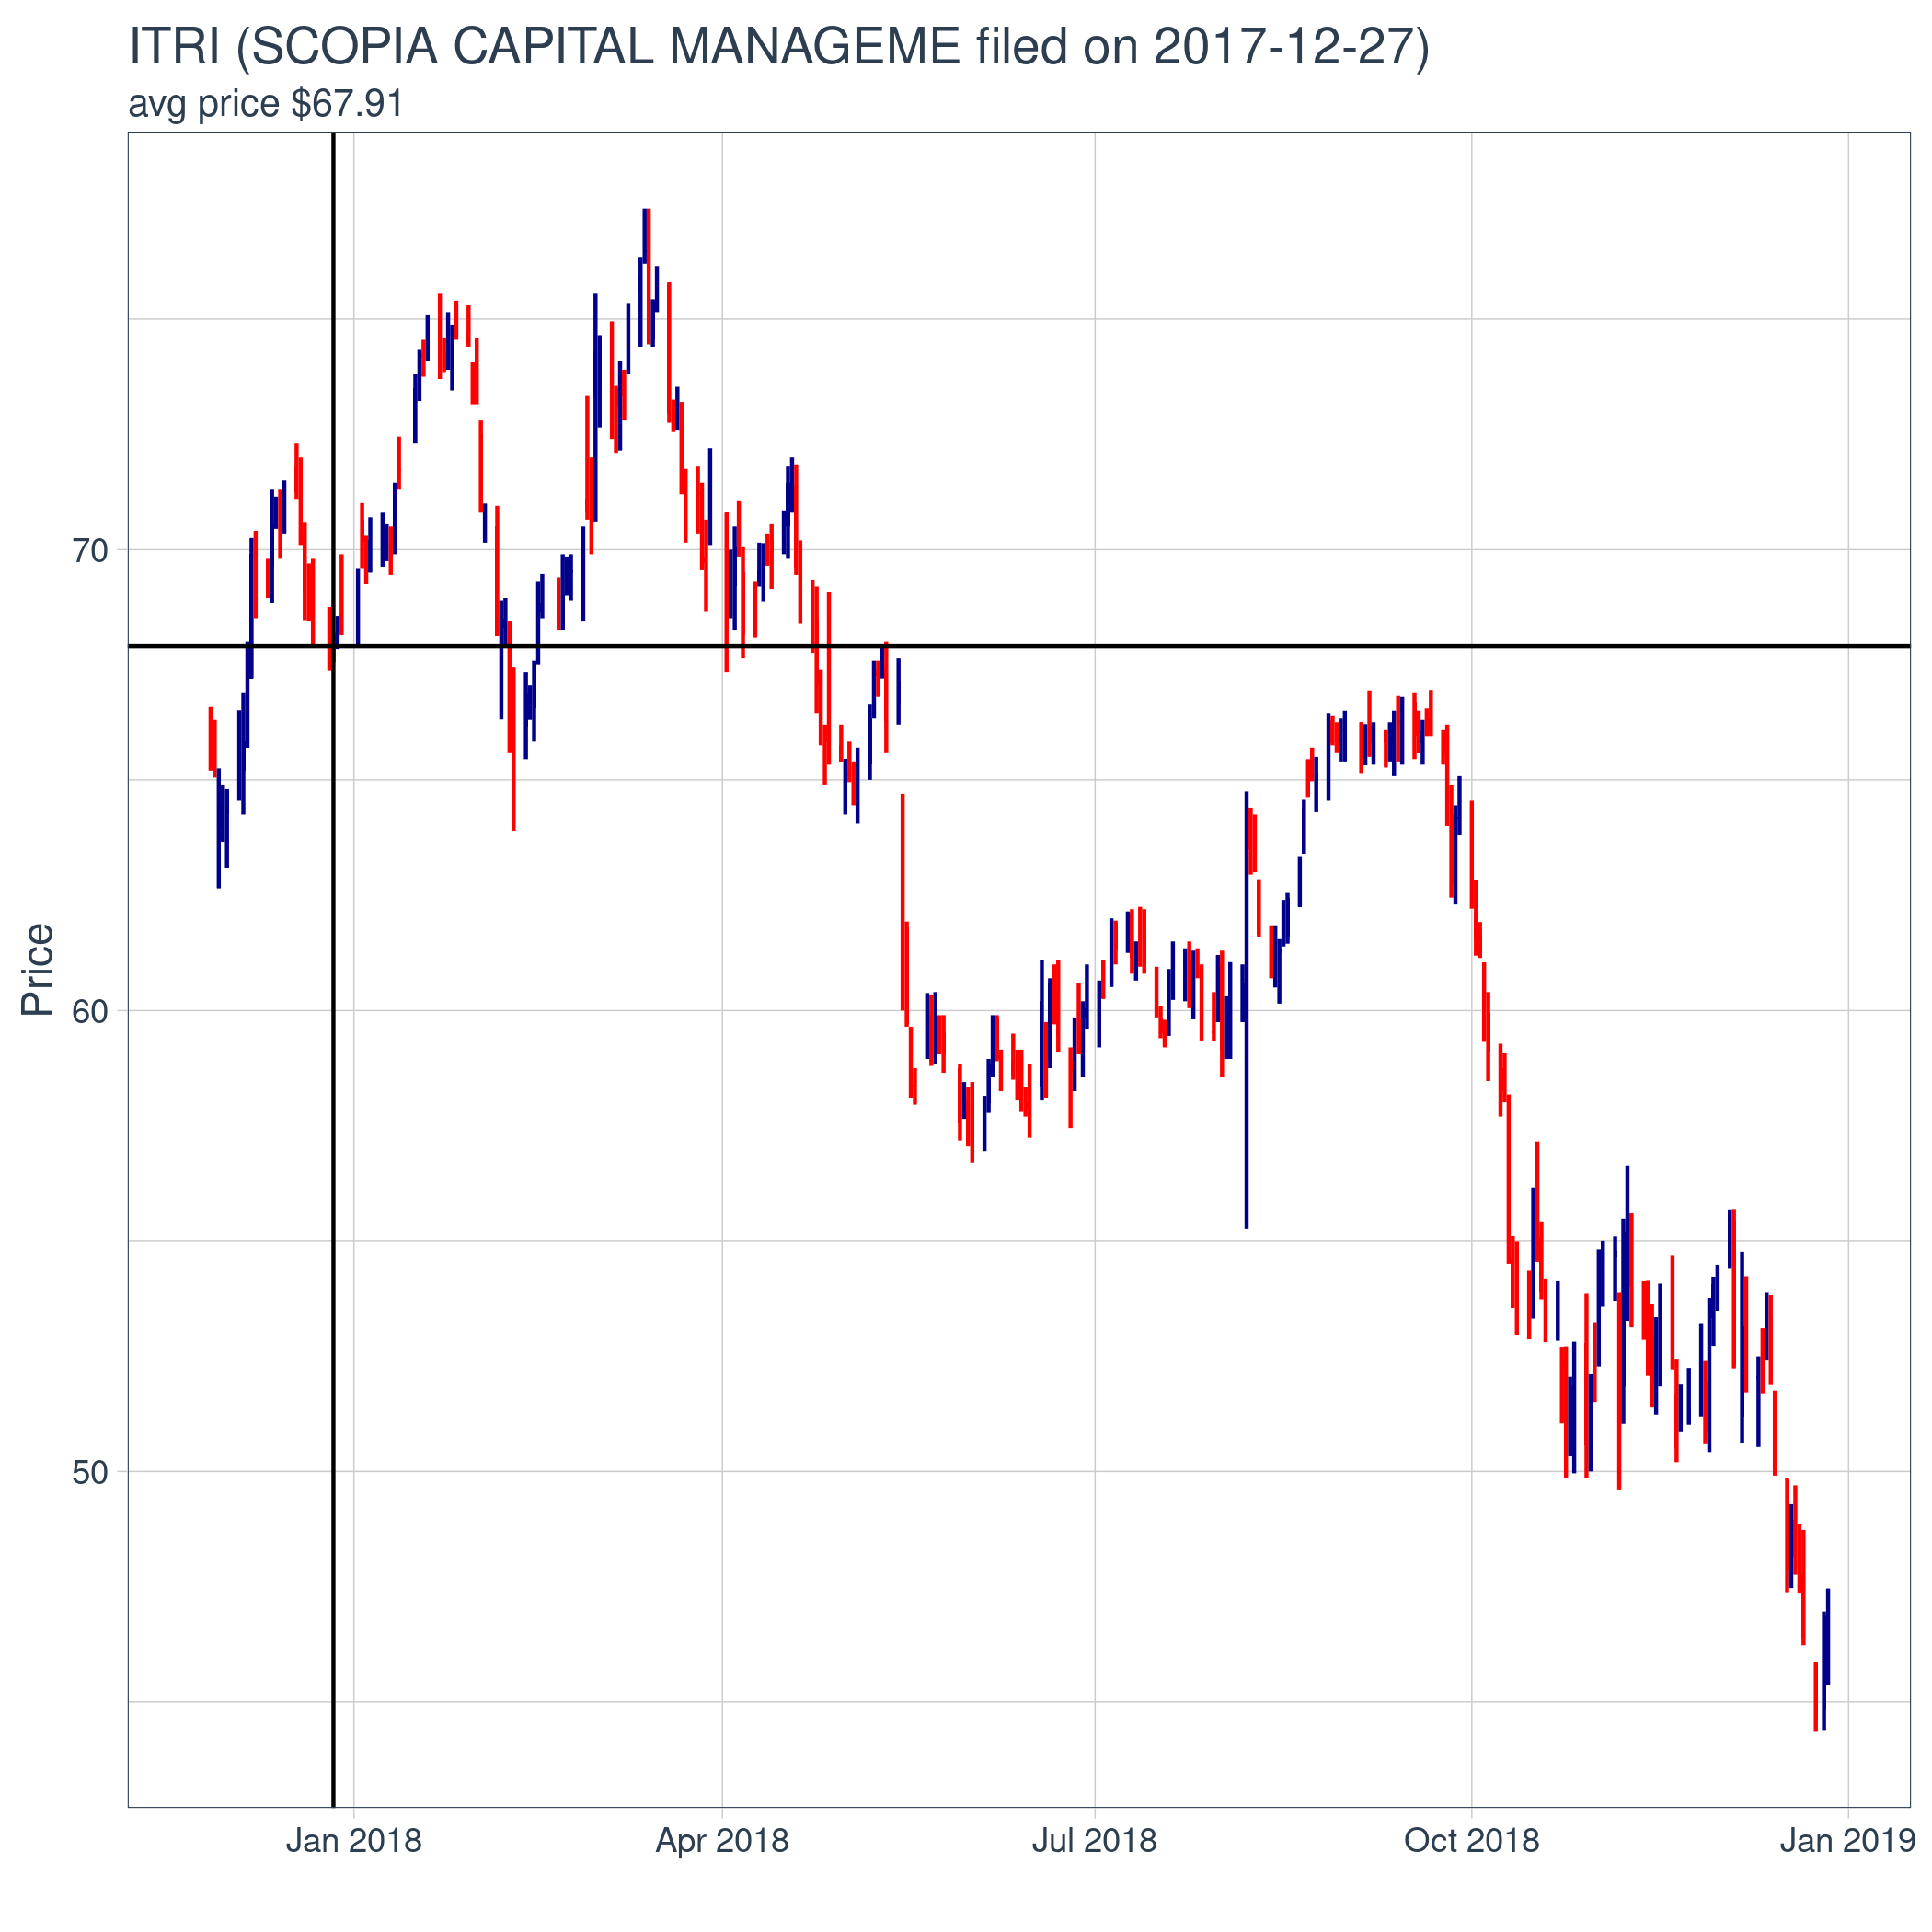 ITRI (SCOPIA CAPITAL MANAGEME filed on 2017-12-27)
avg price $67.91
Price
70
60
50
Jan 2018
Apr 2018
Jul 2018
Oct 2018
Jan 2019